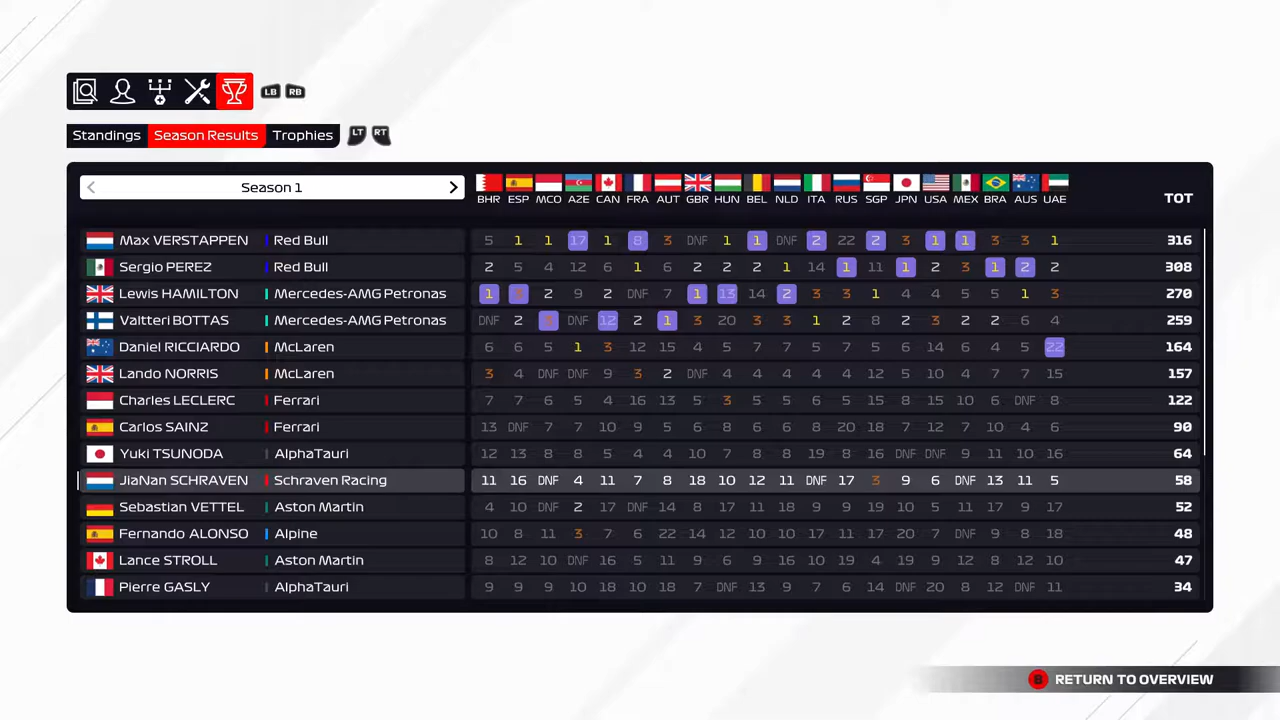 LB RB
Standings Season Results Trophies LT RT
Season 1
BHR ESP MCO AZE CAN FRA AUT GBR HUN BEL NLD ITA RUS SGP JPN USA MEX BRA AUS UAE TOT
Max VERSTAPPEN Red Bull 5 1 1 17 1 8 3 DNF 1 1 DNF 2 22 2 3 1 1 3 3 1 316
Sergio PEREZ Red Bull 2 5 4 12 6 1 6 2 2 2 1 14 1 11 1 2 3 1 2 2 308
Lewis HAMILTON Mercedes-AMG Petronas 1 3 2 9 2 DNF 7 1 13 14 2 3 3 1 4 4 5 5 1 3 270
Valtteri BOTTAS Mercedes-AMG Petronas DNF 2 3 DNF 12 2 1 3 20 3 3 1 2 8 2 3 2 2 6 4 259
Daniel RICCIARDO McLaren 6 6 5 1 3 12 15 4 5 7 7 5 7 5 6 14 6 4 5 22 164
Lando NORRIS McLaren 3 4 DNF DNF 9 3 2 DNF 4 4 4 4 4 12 5 10 4 7 7 15 157
Charles LECLERC Ferrari 7 7 6 5 4 16 13 5 3 5 5 6 5 15 8 15 10 6 DNF 8 122
Carlos SAINZ Ferrari 13 DNF 7 7 10 9 5 6 8 6 6 8 20 18 7 12 7 10 4 6 90
Yuki TSUNODA AlphaTauri 12 13 8 8 5 4 4 10 7 8 8 19 8 16 DNF DNF 9 11 10 16 64
JiaNan SCHRAVEN Schraven Racing 11 16 DNF 4 11 7 8 18 10 12 11 DNF 17 3 9 6 DNF 13 11 5 58
Sebastian VETTEL Aston Martin 4 10 DNF 2 17 DNF 14 8 17 11 18 9 9 19 10 5 11 17 9 17 52
Fernando ALONSO Alpine 10 8 11 3 7 6 22 14 12 10 10 17 11 17 20 7 DNF 9 8 18 48
Lance STROLL Aston Martin 8 12 10 DNF 16 5 11 9 6 9 16 10 19 4 19 9 12 8 12 10 47
Pierre GASLY AlphaTauri 9 9 9 10 18 10 18 7 DNF 13 9 7 6 14 DNF 20 8 12 DNF 11 34
B RETURN TO OVERVIEW